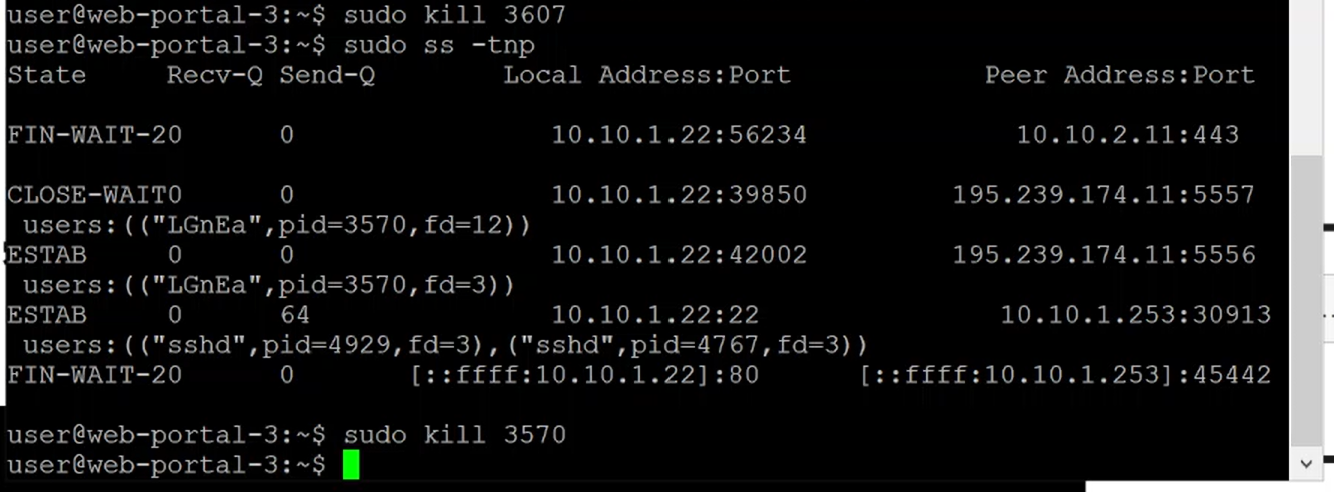 user@web-portal-3:~$ sudo kill 3607
user@web-portal-3:~$ sudo ss -tnp
State Recv-Q Send-Q Local Address:Port Peer Address:Port
FIN-WAIT-20 0 10.10.1.22:56234 10.10.2.11:443
CLOSE-WAIT0 0 10.10.1.22:39850 195.239.174.11:5557
users:(("LGnEa",pid=3570,fd=12))
ESTAB 0 0 10.10.1.22:42002 195.239.174.11:5556
users:(("LGnEa",pid=3570,fd=3))
ESTAB 0 64 10.10.1.22:22 10.10.1.253:30913
users:(("sshd",pid=4929,fd=3),("sshd",pid=4767,fd=3))
FIN-WAIT-20 0 [::ffff:10.10.1.22]:80 [::ffff:10.10.1.253]:45442
user@web-portal-3:~$ sudo kill 3570
user@web-portal-3:~$